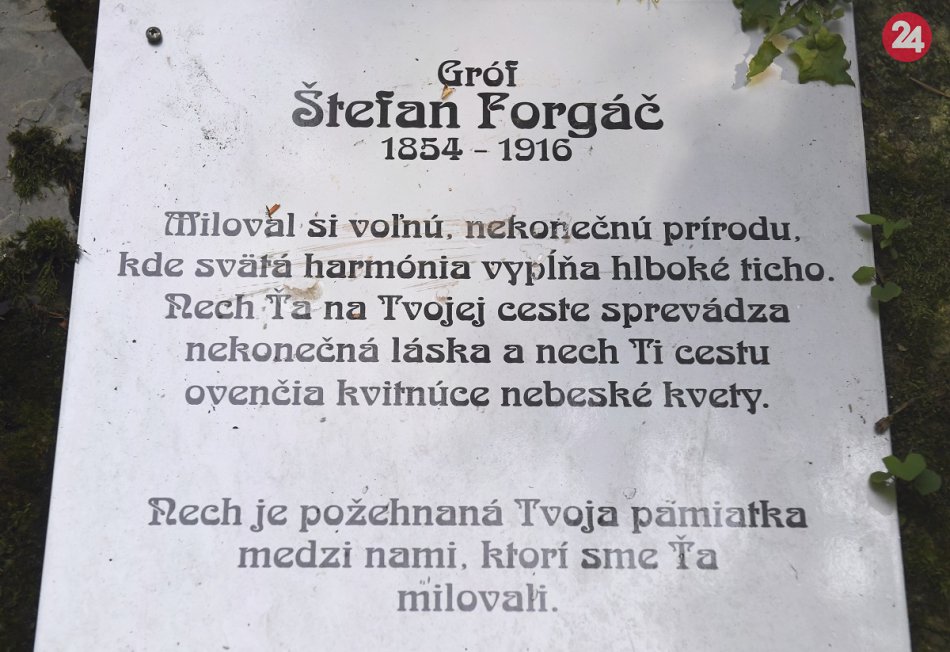 24
Gróf
Štefan Forgáč
1854 - 1916
Miloval si voľnú, nekonečnú prírodu,
kde svätá harmónia vypĺňa hlboké ticho.
Nech Ťa na Tvojej ceste sprevádza
nekonečná láska a nech Ti cestu
ovenčia kvitnúce nebeské kvety.
Nech je požehnaná Tvoja pamiatka
medzi nami, ktorí sme Ťa
milovali.